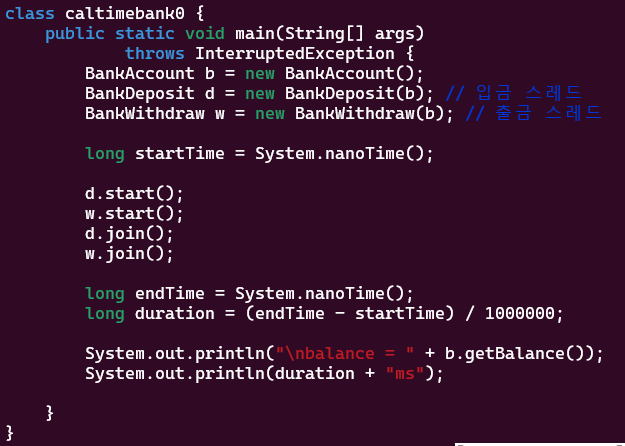 class caltimebank0 {
    public static void main(String[] args)
            throws InterruptedException {
        BankAccount b = new BankAccount();
        BankDeposit d = new BankDeposit(b); // 입금 스레드
        BankWithdraw w = new BankWithdraw(b); // 출금 스레드

        long startTime = System.nanoTime();

        d.start();
        w.start();
        d.join();
        w.join();

        long endTime = System.nanoTime();
        long duration = (endTime - startTime) / 1000000;

        System.out.println("\nbalance = " + b.getBalance());
        System.out.println(duration + "ms");

    }
}